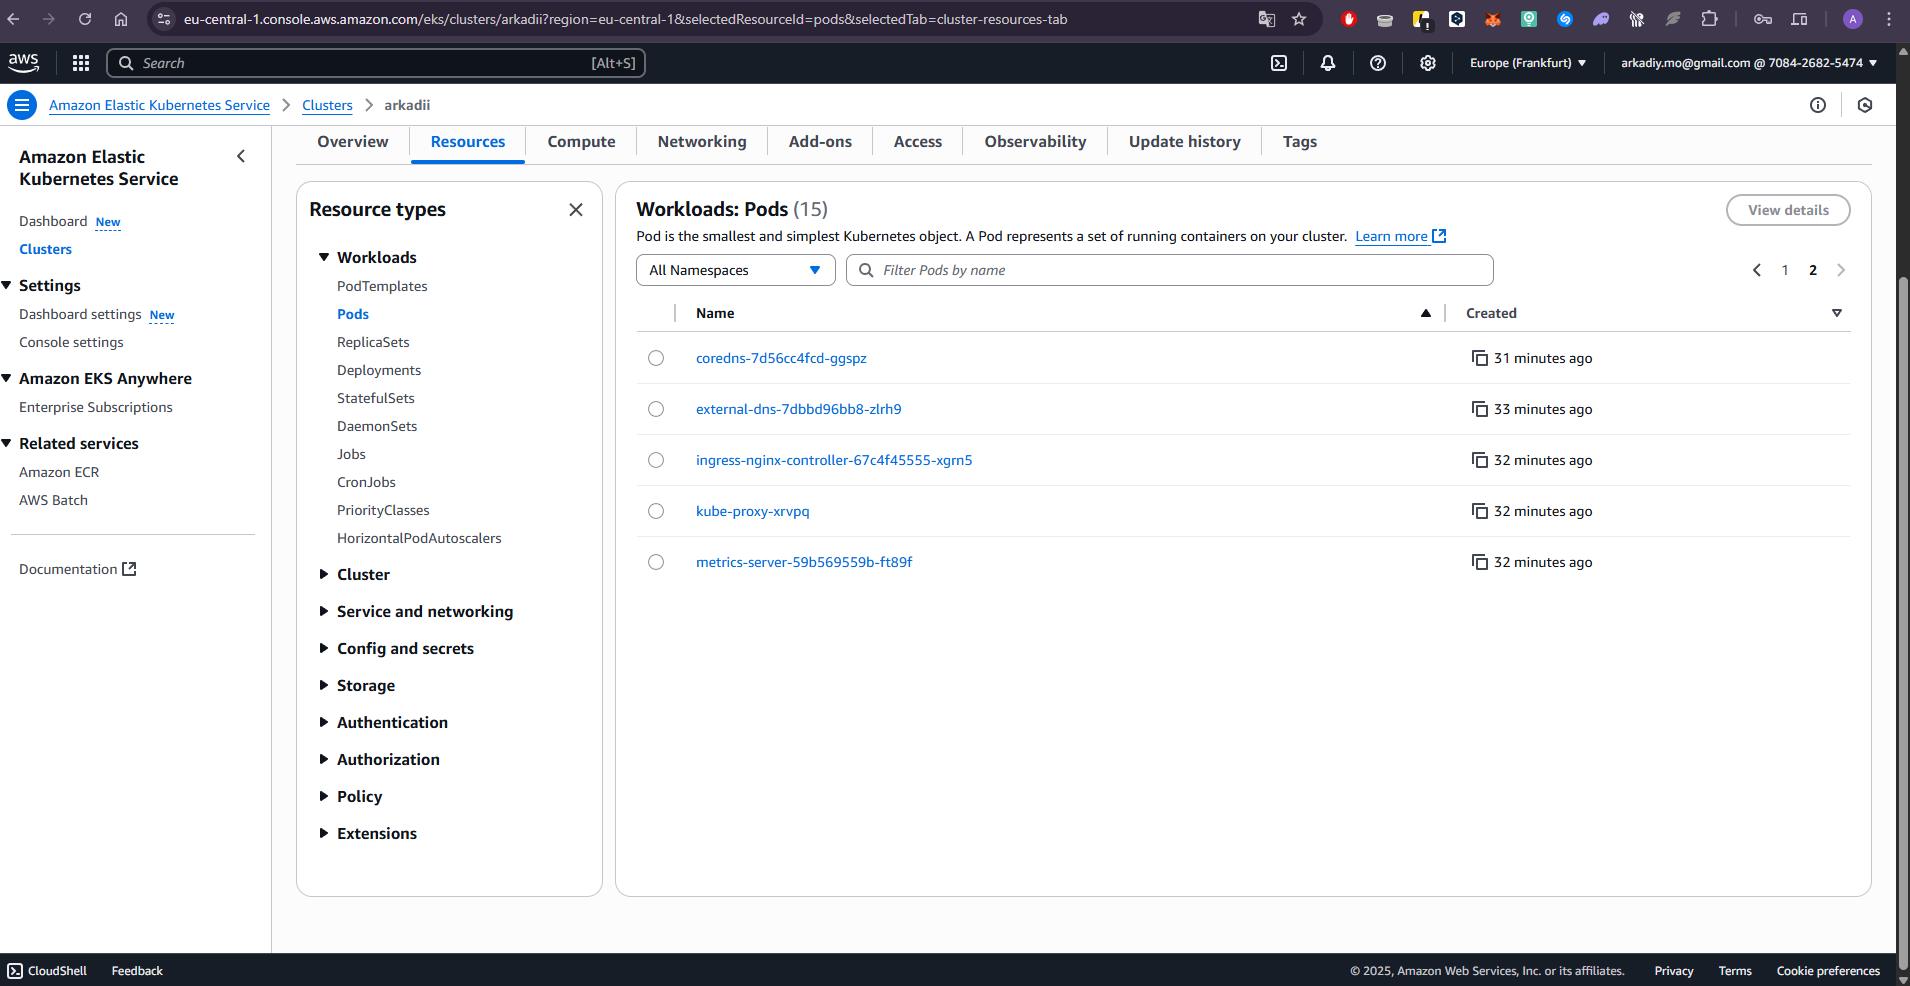 eu-central-1.console.aws.amazon.com/eks/clusters/arkadii?region=eu-central-1&selectedResourceId=pods&selectedTab=cluster-resources-tab
A
aws
Search
[Alt+S]
Europe (Frankfurt)
arkadiy.mo@gmail.com @ 7084-2682-5474
Amazon Elastic Kubernetes Service
Clusters
arkadii
Amazon Elastic
Kubernetes Service
Dashboard New
Clusters
Settings
Dashboard settings New
Console settings
Amazon EKS Anywhere
Enterprise Subscriptions
Related services
Amazon ECR
AWS Batch
Documentation
Overview
Resources
Compute
Networking
Add-ons
Access
Observability
Update history
Tags
Resource types
Workloads
PodTemplates
Pods
ReplicaSets
Deployments
StatefulSets
DaemonSets
Jobs
CronJobs
PriorityClasses
HorizontalPodAutoscalers
Cluster
Service and networking
Config and secrets
Storage
Authentication
Authorization
Policy
Extensions
Workloads: Pods (15)
View details
Pod is the smallest and simplest Kubernetes object. A Pod represents a set of running containers on your cluster. Learn more
All Namespaces
Filter Pods by name
1 2
Name Created
coredns-7d56cc4fcd-ggspz 31 minutes ago
external-dns-7dbbd96bb8-zlrh9 33 minutes ago
ingress-nginx-controller-67c4f45555-xgrn5 32 minutes ago
kube-proxy-xrvpq 32 minutes ago
metrics-server-59b569559b-ft89f 32 minutes ago
CloudShell
Feedback
© 2025, Amazon Web Services, Inc. or its affiliates.
Privacy
Terms
Cookie preferences